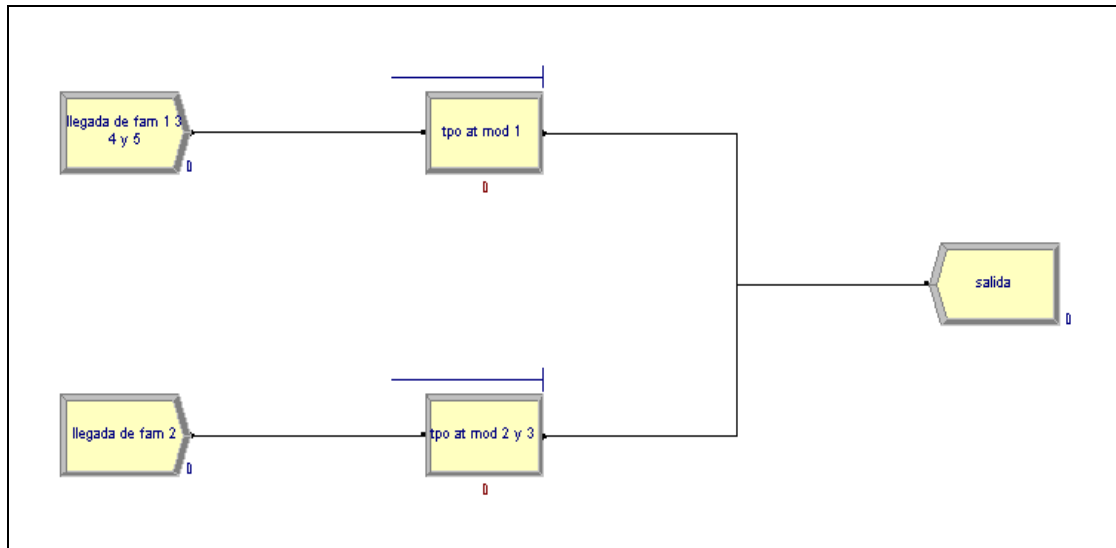 llegada de fam 1 3
4 y 5
0
tpo at mod 1
0
salida
0
llegada de fam 2
0
tpo at mod 2 y 3
0